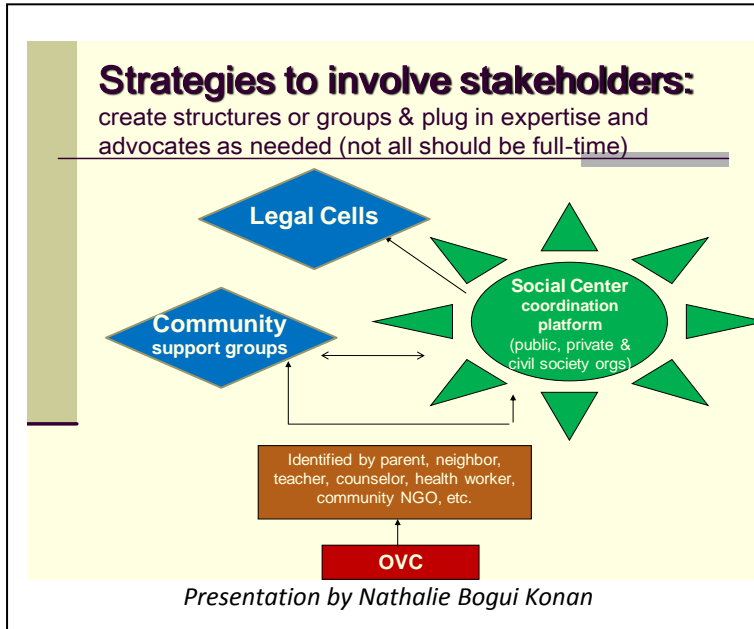 Strategies to involve stakeholders:
create structures or groups & plug in expertise and
advocates as needed (not all should be full-time)
Legal Cells
Social Center
coordination
platform
(public, private &
civil society orgs)
Community
support groups
Identified by parent, neighbor,
teacher, counselor, health worker,
community NGO, etc.
OVC
Presentation by Nathalie Bogui Konan